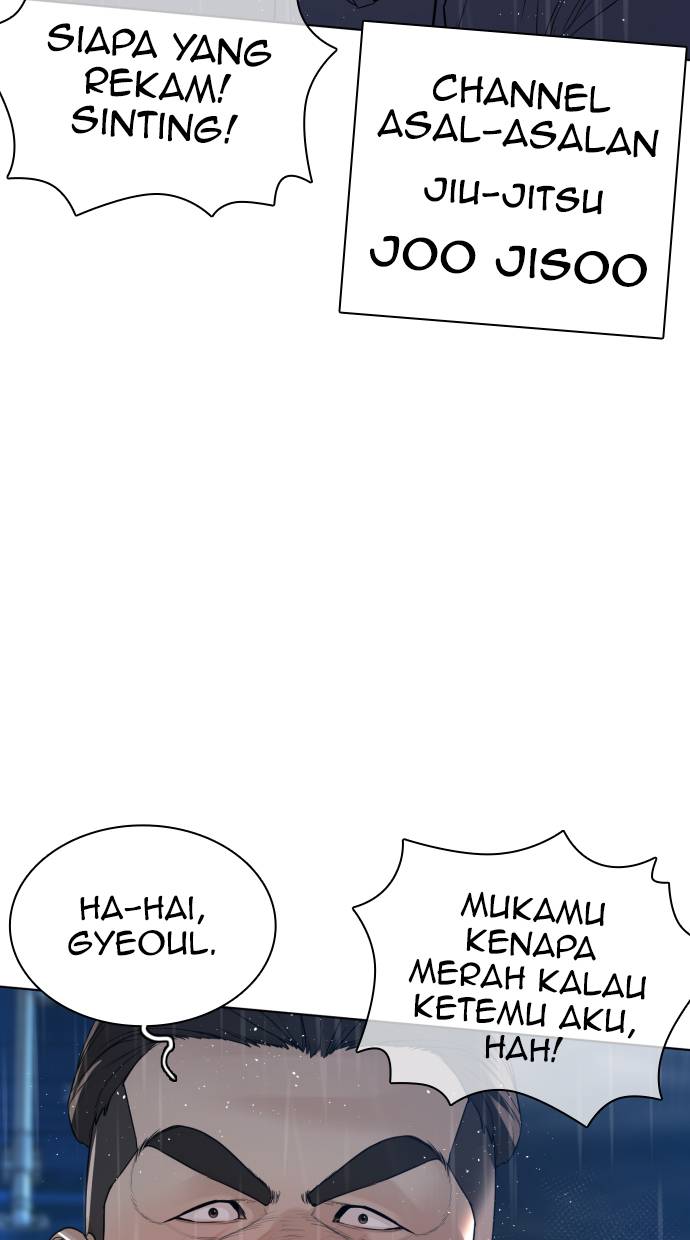 SIAPA YANG
REKAM!
SINTING!
CHANNEL
ASAL-ASALAN
JIU-JITSU
JOO JISOO
HA-HAI,
GYEOUL.
MUKAMU
KENAPA
MERAH KALAU
KETEMU AKU,
HAH!